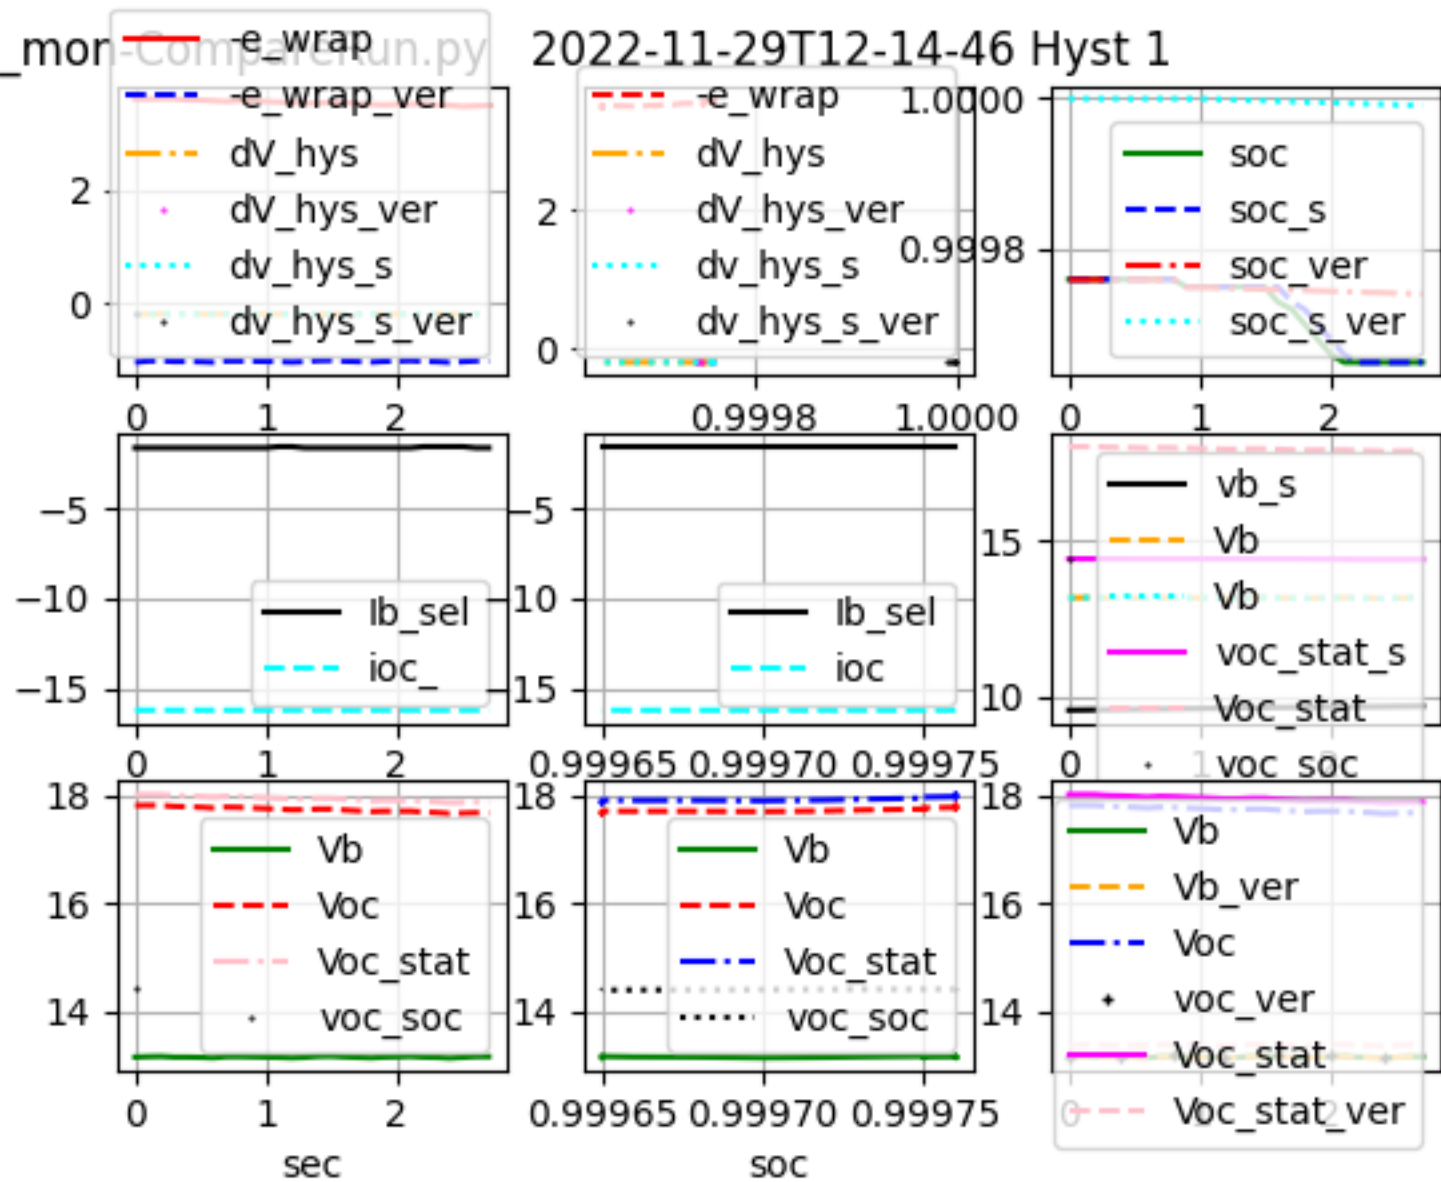 _mon-CompareRun.py 2022-11-29T12-14-46 Hyst 1
-e_wrap
-e_wrap_ver
dV_hys
dV_hys_ver
dv_hys_s
dv_hys_s_ver
2
0
0 1 2
-e_wrap
dV_hys
dV_hys_ver
dv_hys_s
dv_hys_s_ver
2
0
0.9998 1.0000
1.0000
0.9998
soc
soc_s
soc_ver
soc_s_ver
0 1 2
−5
−10
−15
Ib_sel
ioc_
0 1 2
−5
−10
−15
Ib_sel
ioc
0.99965 0.99970 0.99975
15
10
vb_s
Vb
Vb
voc_stat_s
Voc_stat
voc_soc
0 1 2
18
16
14
Vb
Voc
Voc_stat
voc_soc
0 1 2
sec
18
16
14
Vb
Voc
Voc_stat
voc_soc
0.99965 0.99970 0.99975
soc
18
16
14
Vb
Vb_ver
Voc
voc_ver
Voc_stat
Voc_stat_ver
0 1 2